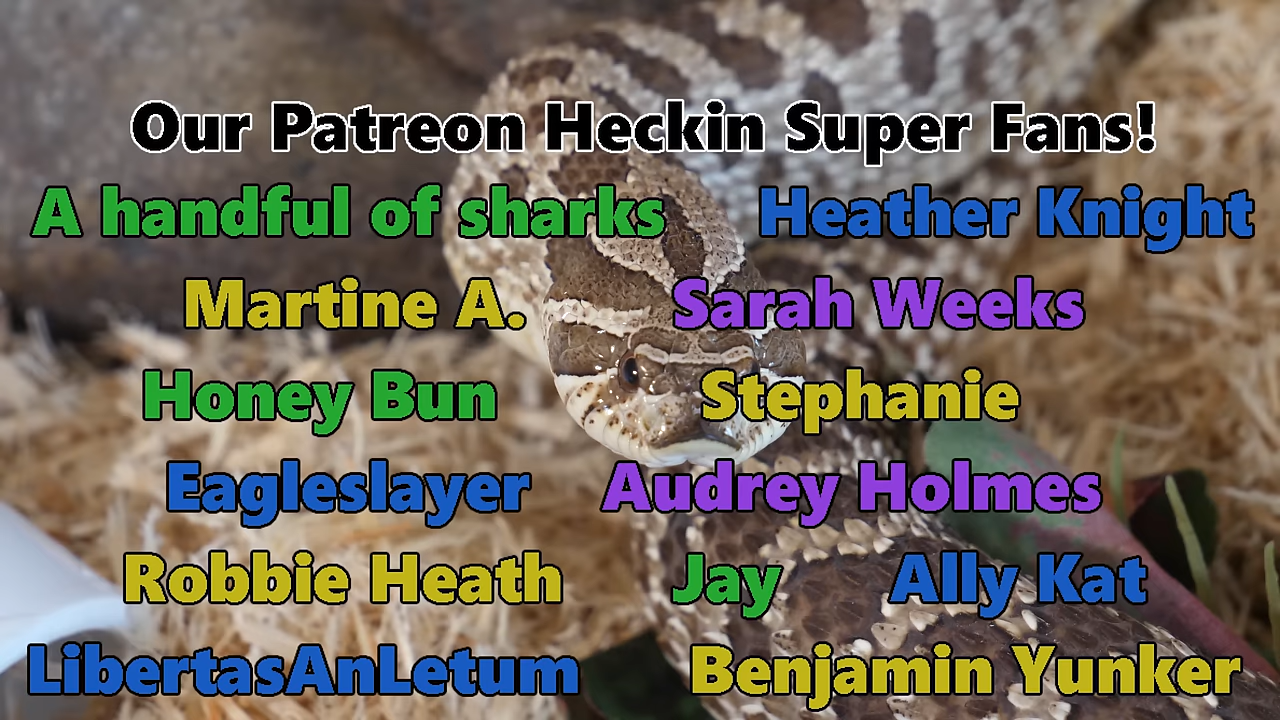 Our Patreon Heckin Super Fans!
A handful of sharks Heather Knight
Martine A. Sarah Weeks
Honey Bun Stephanie
Eagleslayer Audrey Holmes
Robbie Heath Jay Ally Kat
LibertasAnLetum Benjamin Yunker